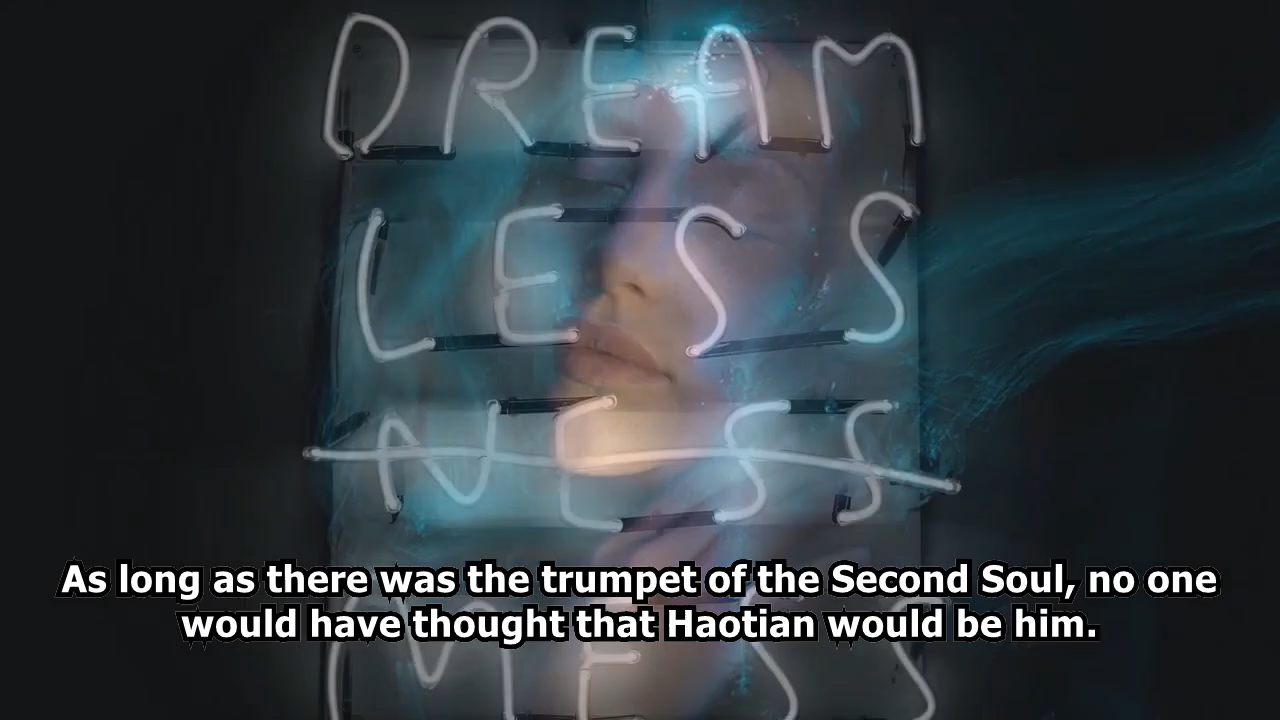 DREAM
LESS
NESS
MESS
As long as there was the trumpet of the Second Soul, no one
would have thought that Haotian would be him.